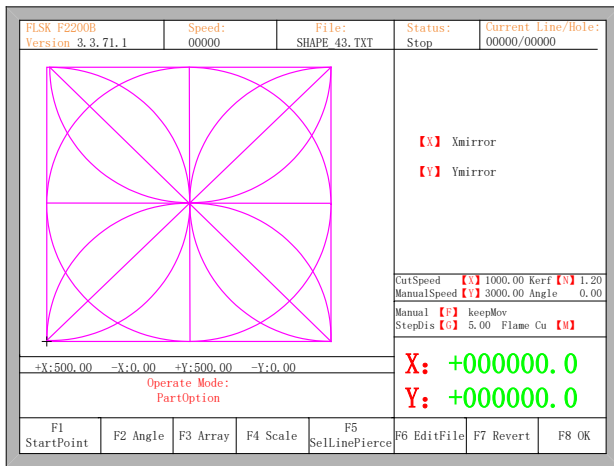 FLSK F2200B
Version 3.3.71.1
Speed:
00000
File:
SHAPE_43.TXT
Status:
Stop
Current Line/Hole:
00000/00000
【X】 Xmirror
【Y】 Ymirror
CutSpeed 【X】 1000.00 Kerf 【N】 1.20
ManualSpeed 【Y】 3000.00 Angle 0.00
Manual 【F】 keepMov
StepDis 【G】 5.00 Flame Cu 【M】
+X:500.00 -X:0.00 +Y:500.00 -Y:0.00
Operate Mode:
PartOption
X: +000000.0
Y: +000000.0
F1
StartPoint
F2 Angle
F3 Array
F4 Scale
F5
SelLinePierce
F6 EditFile
F7 Revert
F8 OK